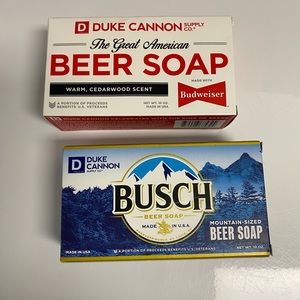 D DUKE CANNON SUPPLY CO.
The Great American
BEER SOAP
WARM, CEDARWOOD SCENT
MADE WITH
Budweiser
A PORTION OF PROCEEDS BENEFITS U.S. VETERANS
NET WT. 10 OZ.
MADE IN USA
D DUKE CANNON
SUPPLY CO.
BUSCH
BEER SOAP
MADE IN U.S.A.
MOUNTAIN-SIZED
BEER SOAP
MADE IN USA
A PORTION OF PROCEEDS BENEFITS U.S. VETERANS
NET WT. 10 OZ.